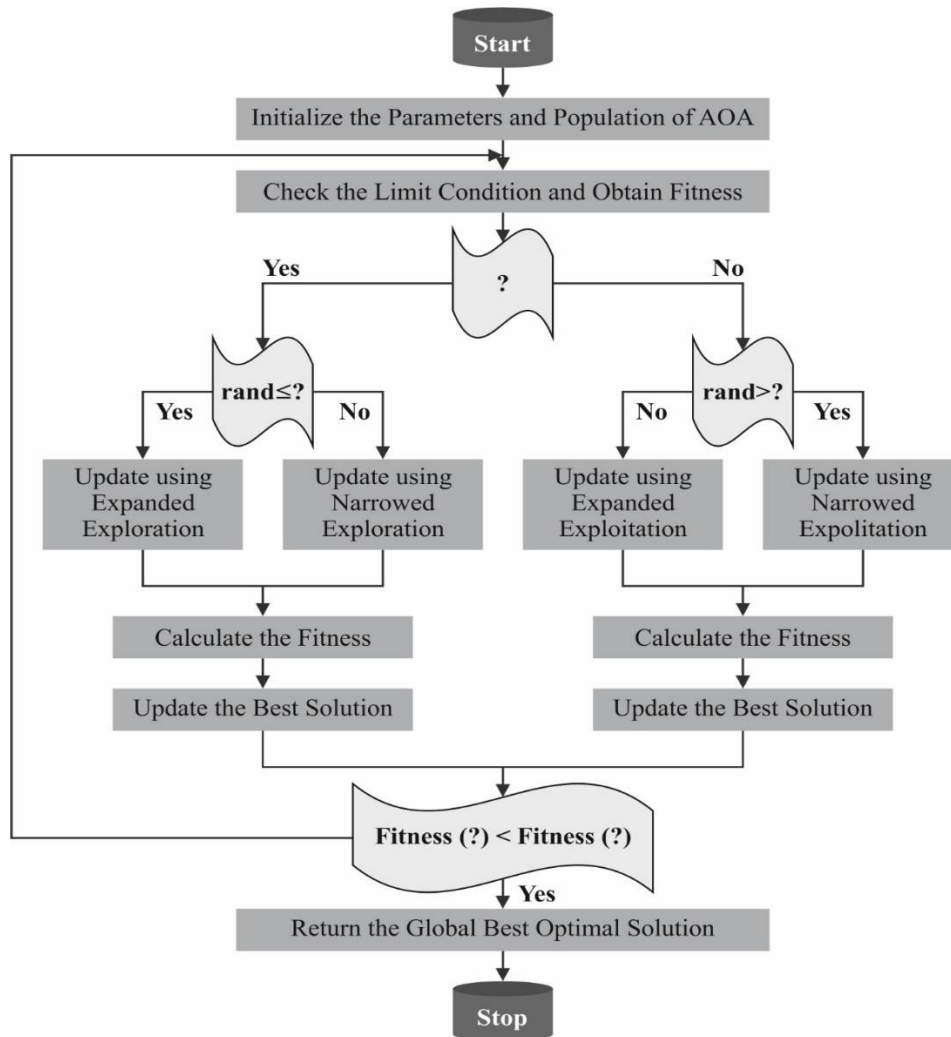 Start
Initialize the Parameters and Population of AOA
Check the Limit Condition and Obtain Fitness
Yes
?
No
rand≤?
rand>?
Yes
No
No
Yes
Update using
Expanded
Exploration
Update using
Narrowed
Exploration
Update using
Expanded
Exploitation
Update using
Narrowed
Expolitation
Calculate the Fitness
Calculate the Fitness
Update the Best Solution
Update the Best Solution
Fitness (?) < Fitness (?)
Yes
Return the Global Best Optimal Solution
Stop